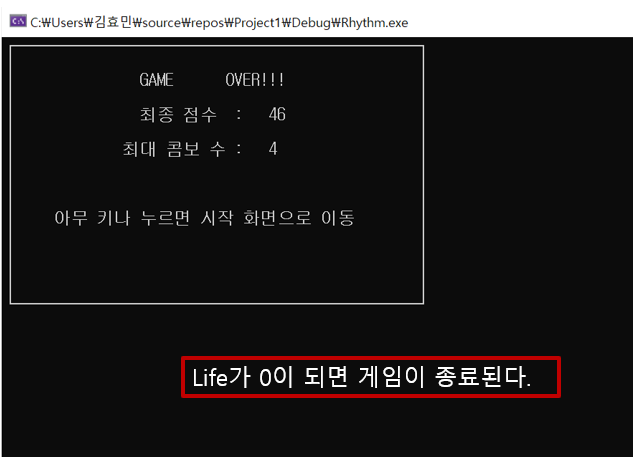 C:₩Users₩김효민₩source₩repos₩Project1₩Debug₩Rhythm.exe
GAME OVER!!!
최종 점수 : 46
최대 콤보 수 : 4
아무 키나 누르면 시작 화면으로 이동
Life가 0이 되면 게임이 종료된다.